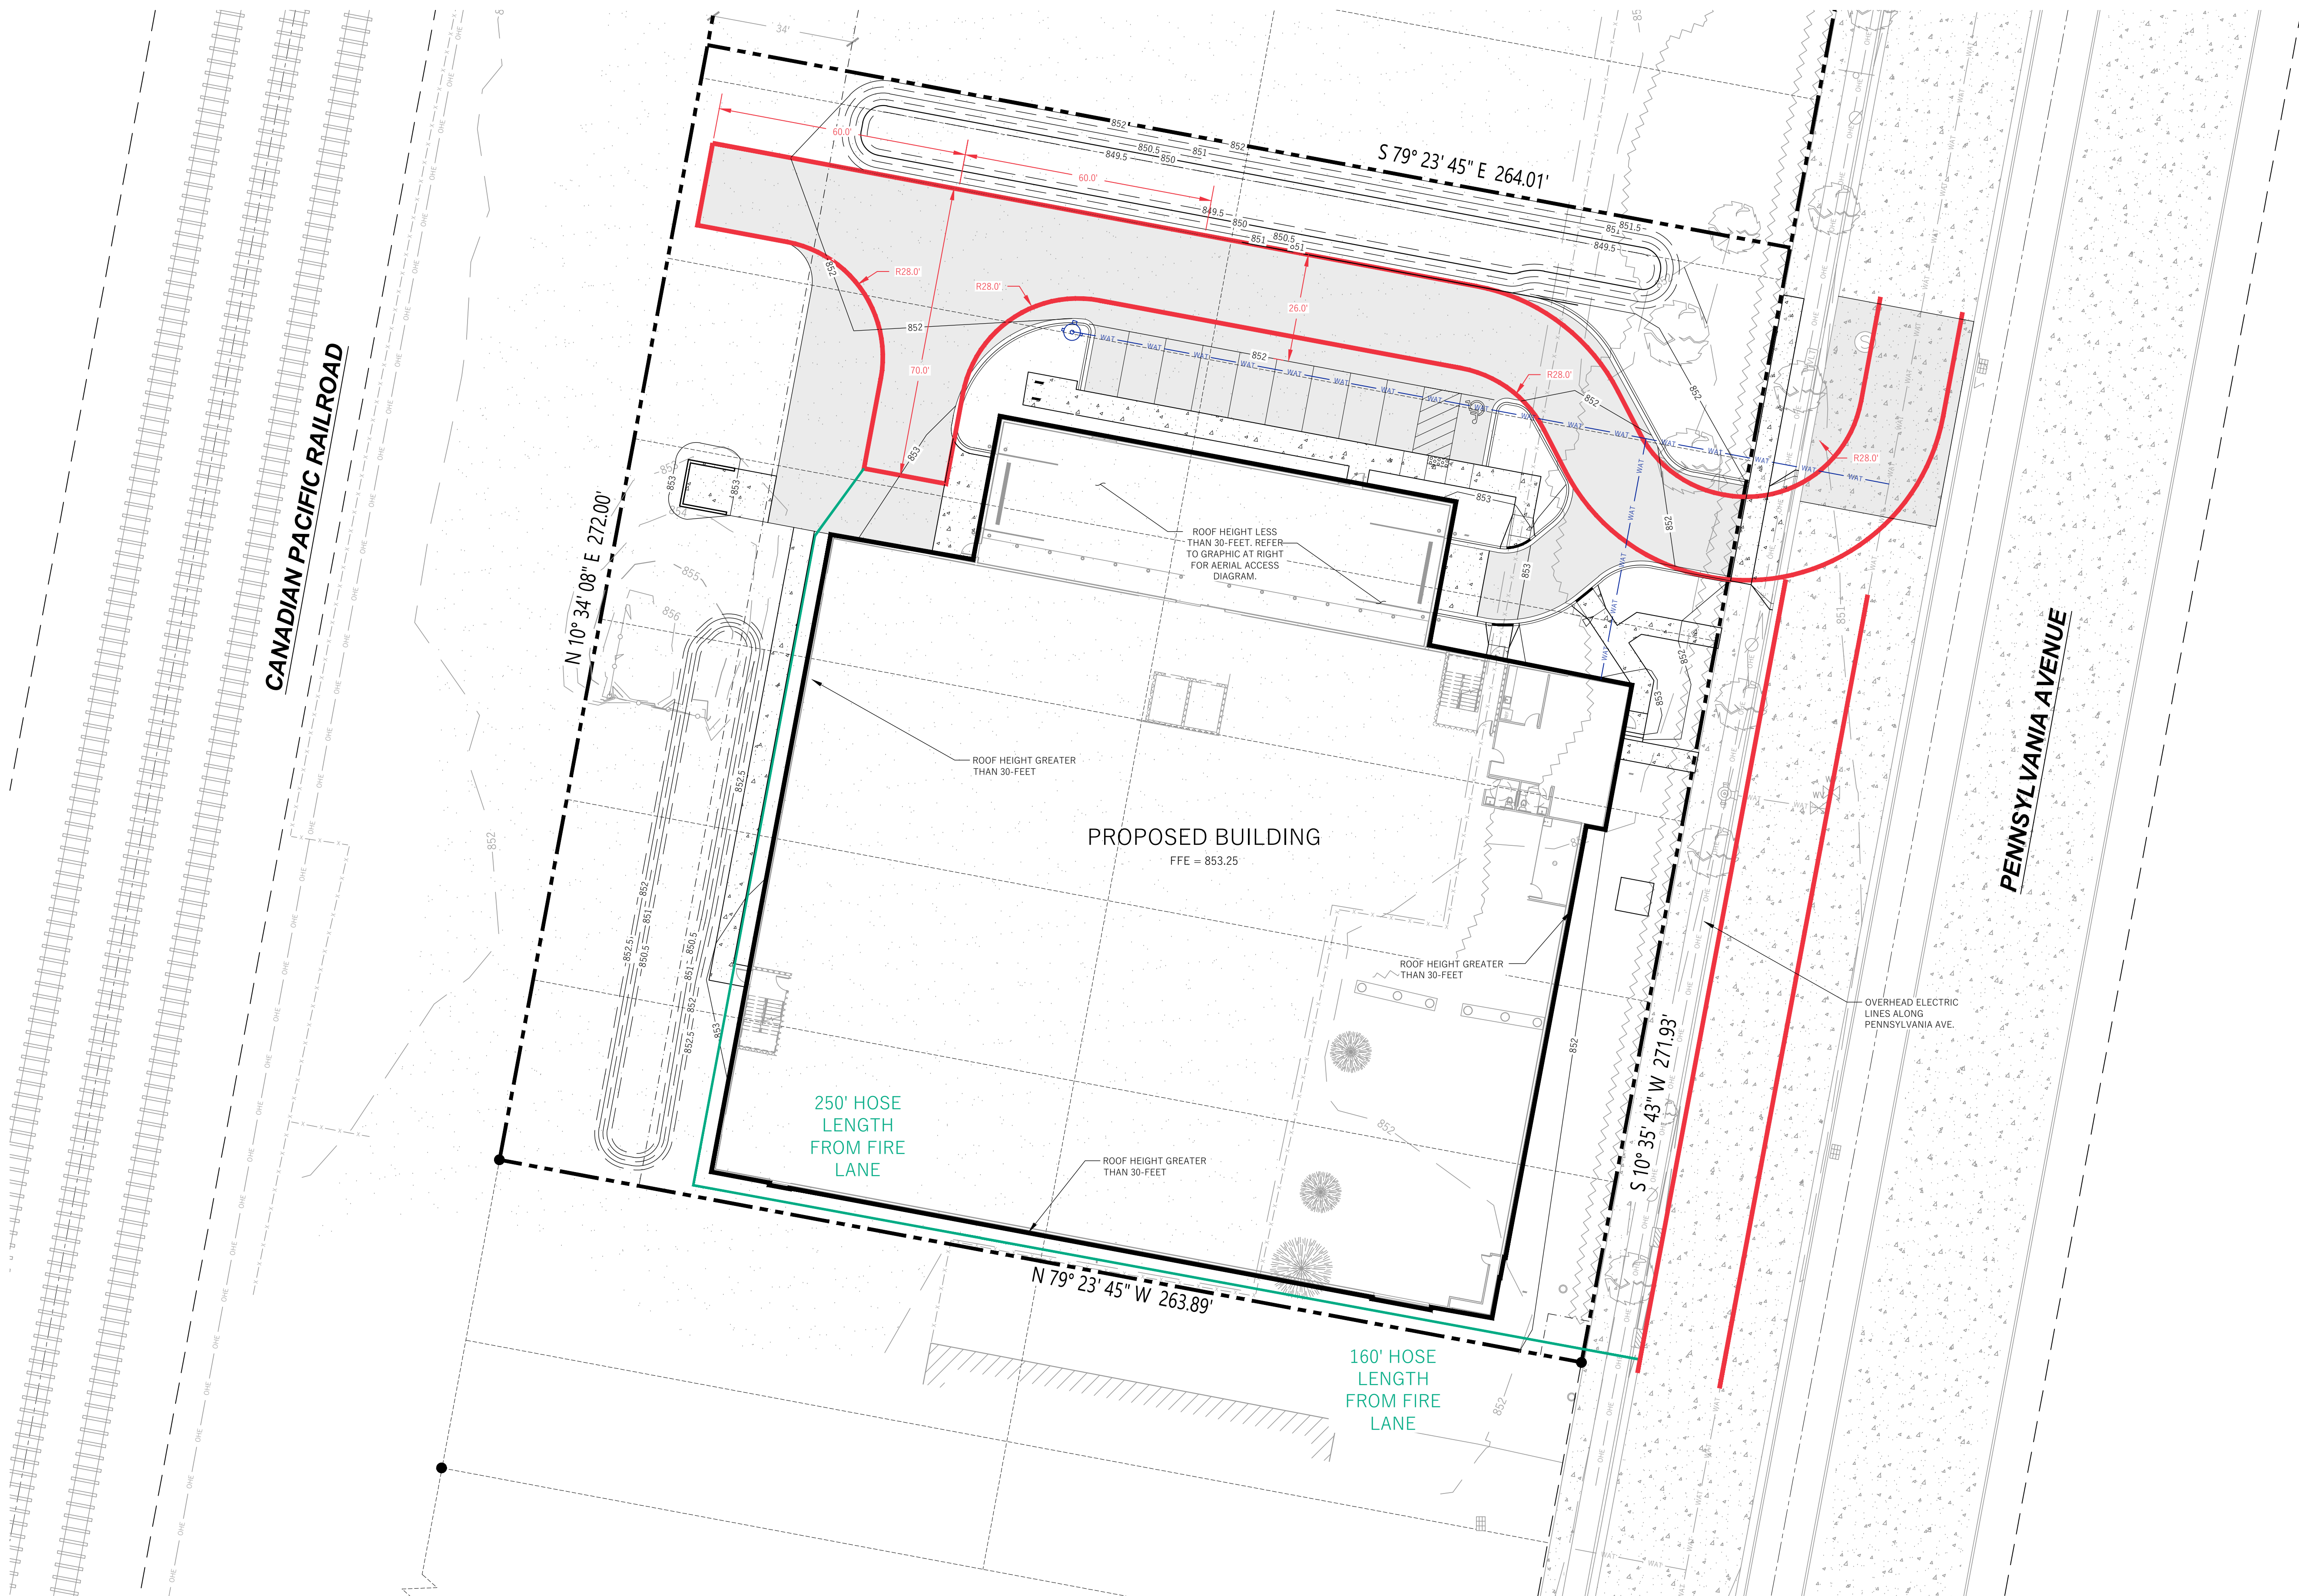 34'
852
S 79° 23' 45" E  264.01'
60.0'
850.5
851
852
849.5
850
60.0'
849.5
850
850.5
851
851
851.5
851
849.5
852
R28.0'
R28.0'
26.0'
852
852
70.0'
R28.0'
852
852
852
R28.0'
WAT
OHE
853
853
853
853
853
854
855
856
852
853
852
853
CANADIAN PACIFIC RAILROAD
N 10° 34' 08" E  272.00'
ROOF HEIGHT LESS
THAN 30-FEET. REFER
TO GRAPHIC AT RIGHT
FOR AERIAL ACCESS
DIAGRAM.
PENNSYLVANIA AVENUE
851
ROOF HEIGHT GREATER
THAN 30-FEET
852.5
PROPOSED BUILDING
FFE = 853.25
852
852
851
852.5
850.5
850.5
851
852
852.5
853
ROOF HEIGHT GREATER
THAN 30-FEET
OVERHEAD ELECTRIC
LINES ALONG
PENNSYLVANIA AVE.
852
S 10° 35' 43" W  271.93'
250' HOSE
LENGTH
FROM FIRE
LANE
852
ROOF HEIGHT GREATER
THAN 30-FEET
N 79° 23' 45" W  263.89'
160' HOSE
LENGTH
FROM FIRE
LANE
852